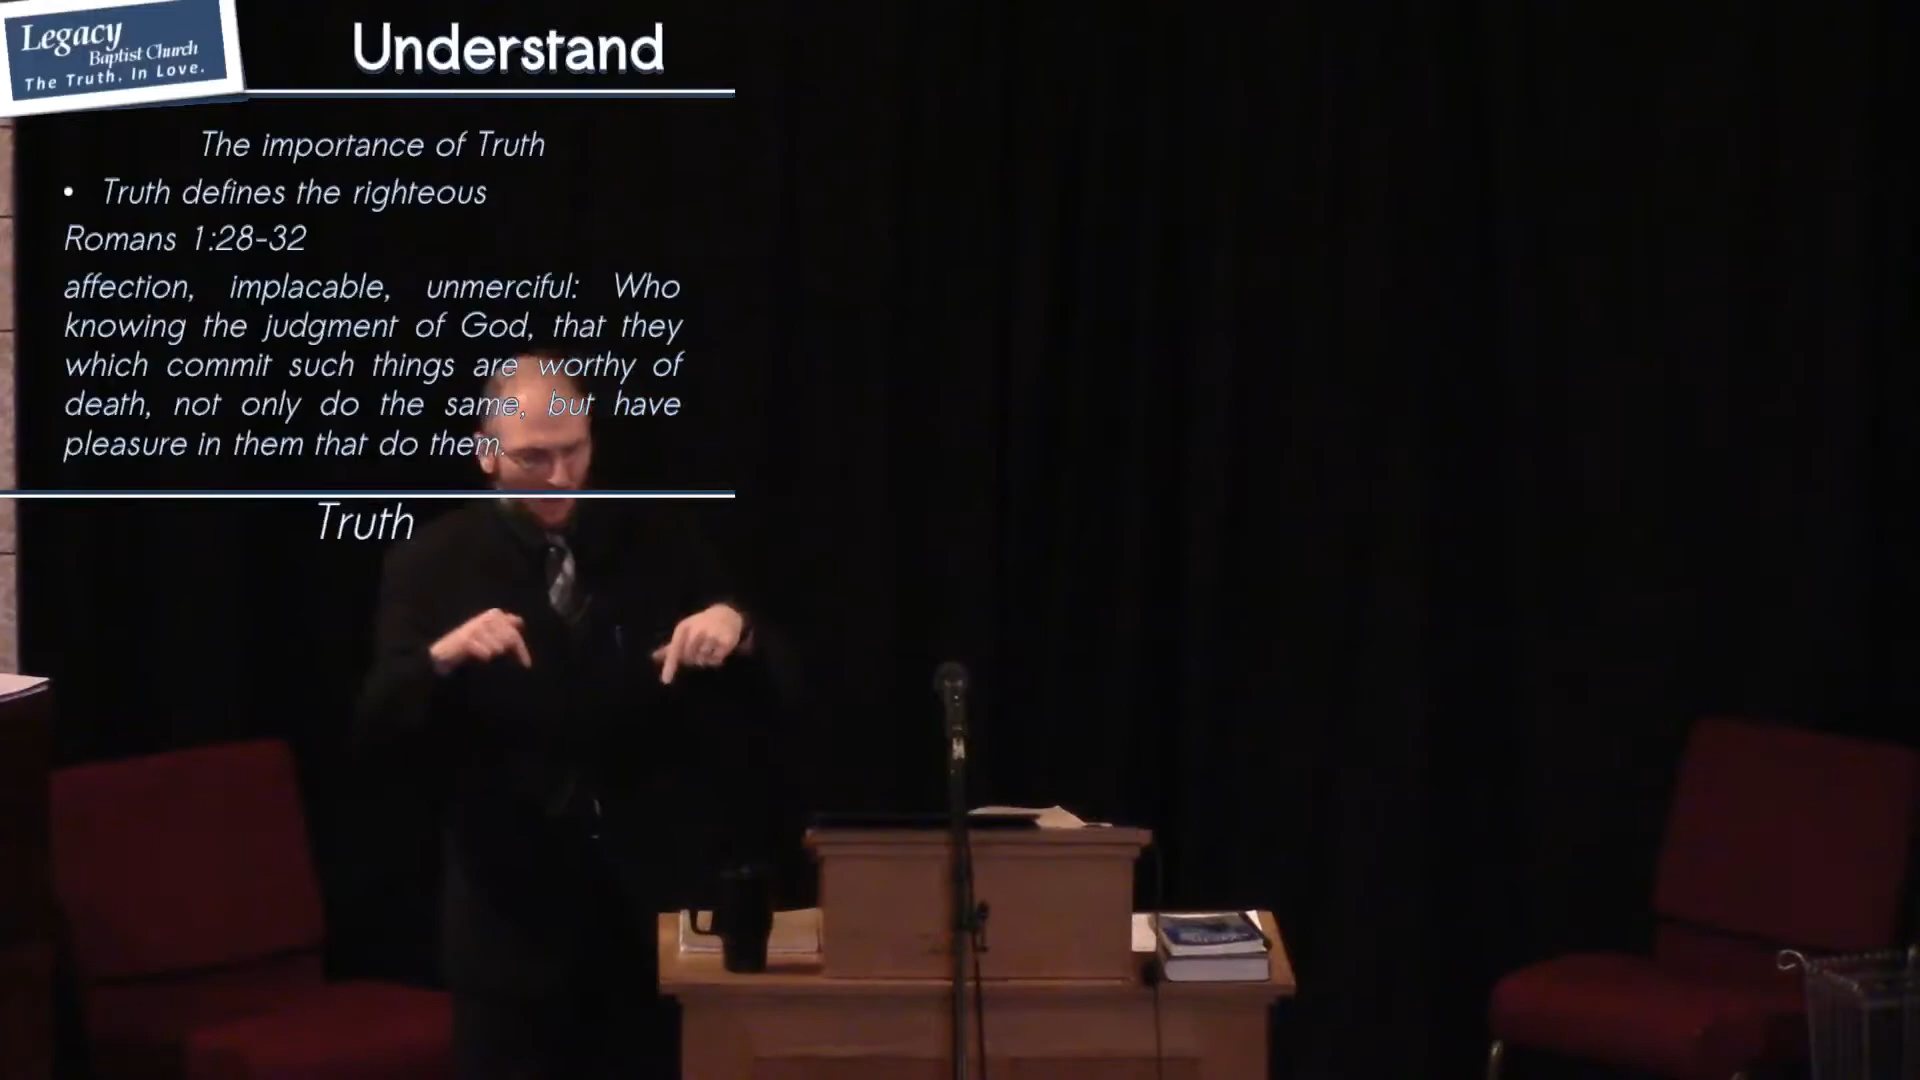 Legacy
Baptist Church
The Truth. In Love.
Understand
The importance of Truth
• Truth defines the righteous
Romans 1:28-32
affection, implacable, unmerciful: Who
knowing the judgment of God, that they
which commit such things are worthy of
death, not only do the same, but have
pleasure in them that do them.
Truth